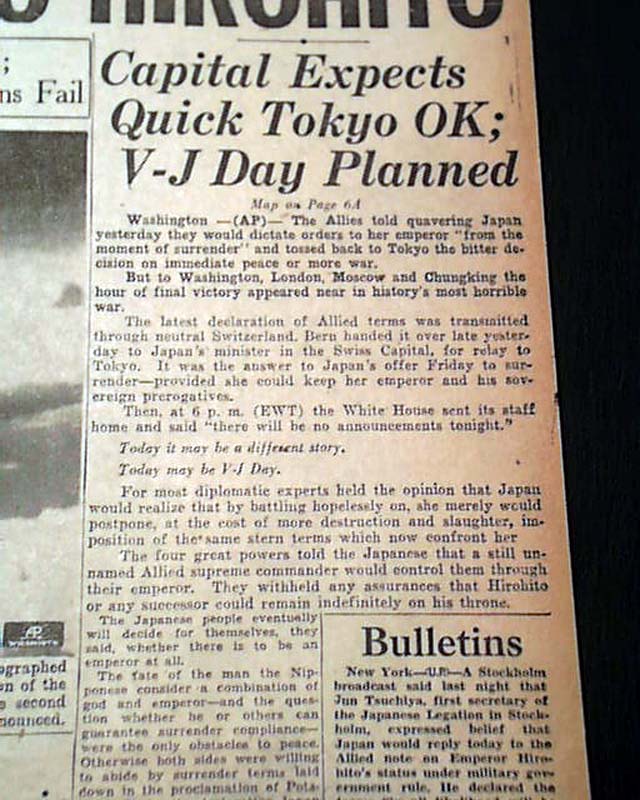 HIROHITO
;
ns Fail
Capital Expects
Quick Tokyo OK;
V-J Day Planned
Map on Page 6A
Washington —(AP)— The Allies told quavering Japan
yesterday they would dictate orders to her emperor "from the
moment of surrender" and tossed back to Tokyo the bitter de-
cision on immediate peace or more war.
But to Washington, London, Moscow and Chungking the
hour of final victory appeared near in history's most horrible
war.
The latest declaration of Allied terms was transmitted
through neutral Switzerland. Bern handed it over late yester-
day to Japan's minister in the Swiss Capital, for relay to
Tokyo. It was the answer to Japan's offer Friday to sur-
render—provided she could keep her emperor and his sov-
ereign prerogatives.
Then, at 6 p. m. (EWT) the White House sent its staff
home and said "there will be no announcements tonight."
Today it may be a different story.
Today may be V-J Day.
For most diplomatic experts held the opinion that Japan
would realize that by battling hopelessly on, she merely would
postpone, at the cost of more destruction and slaughter, im-
position of the same stern terms which now confront her
The four great powers told the Japanese that a still un-
named Allied supreme commander would control them through
their emperor. They withheld any assurances that Hirohito
or any successor could remain indefinitely on his throne.
The Japanese people eventually
will decide for themselves, they
said, whether there is to be an
emperor at all.
The fate of the man the Nip-
ponese consider a combination of
god and emperor—and the ques-
tion whether he or others can
guarantee surrender compliance—
were the only obstacles to peace.
Otherwise both sides were willing
to abide by surrender terms laid
down in the proclamation of Pots-
Bulletins
New York—(U.P.)—A Stockholm
broadcast said last night that
Jun Tsuchiya, first secretary of
the Japanese Legation in Stock-
holm, expressed belief that
Japan would reply today to the
Allied note on Emperor Hiro-
hito's status under military gov-
ernment rule. He declared the
AP
ographed
n of the
second
nounced.